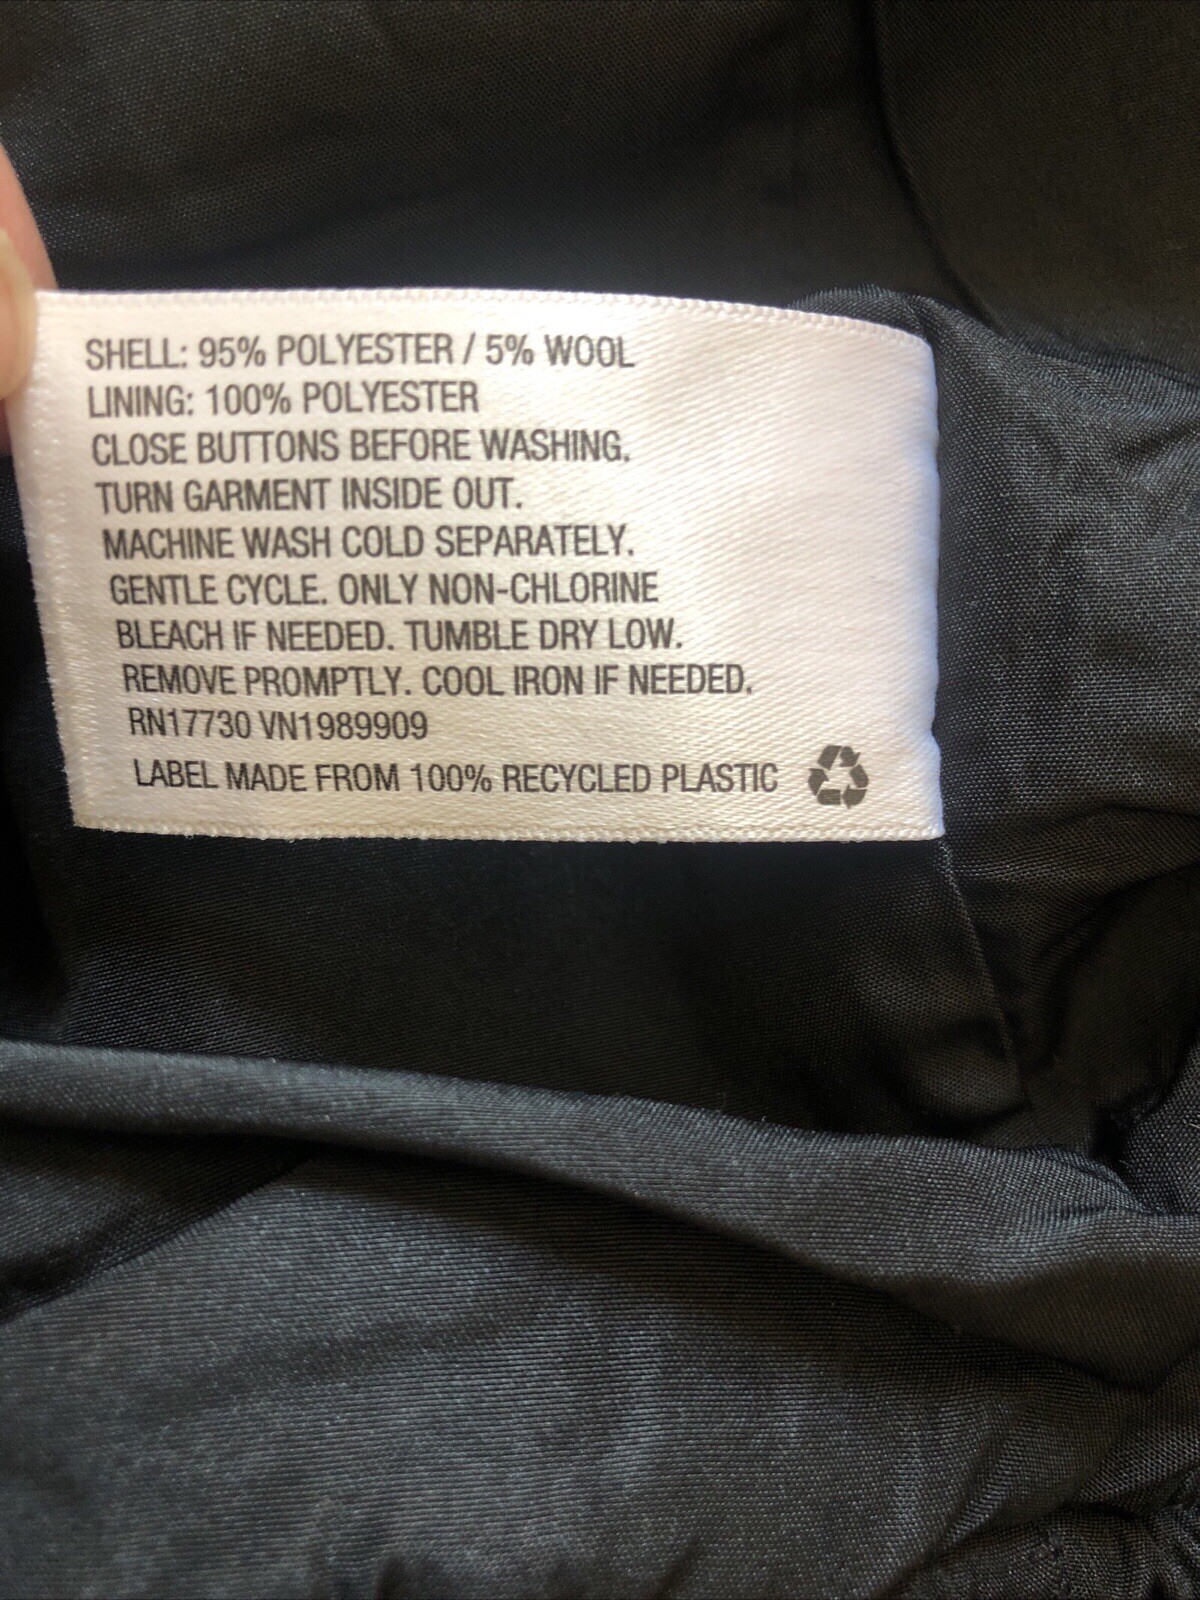 SHELL: 95% POLYESTER / 5% WOOL
LINING: 100% POLYESTER
CLOSE BUTTONS BEFORE WASHING.
TURN GARMENT INSIDE OUT.
MACHINE WASH COLD SEPARATELY.
GENTLE CYCLE. ONLY NON-CHLORINE
BLEACH IF NEEDED. TUMBLE DRY LOW.
REMOVE PROMPTLY. COOL IRON IF NEEDED.
RN17730 VN1989909
LABEL MADE FROM 100% RECYCLED PLASTIC